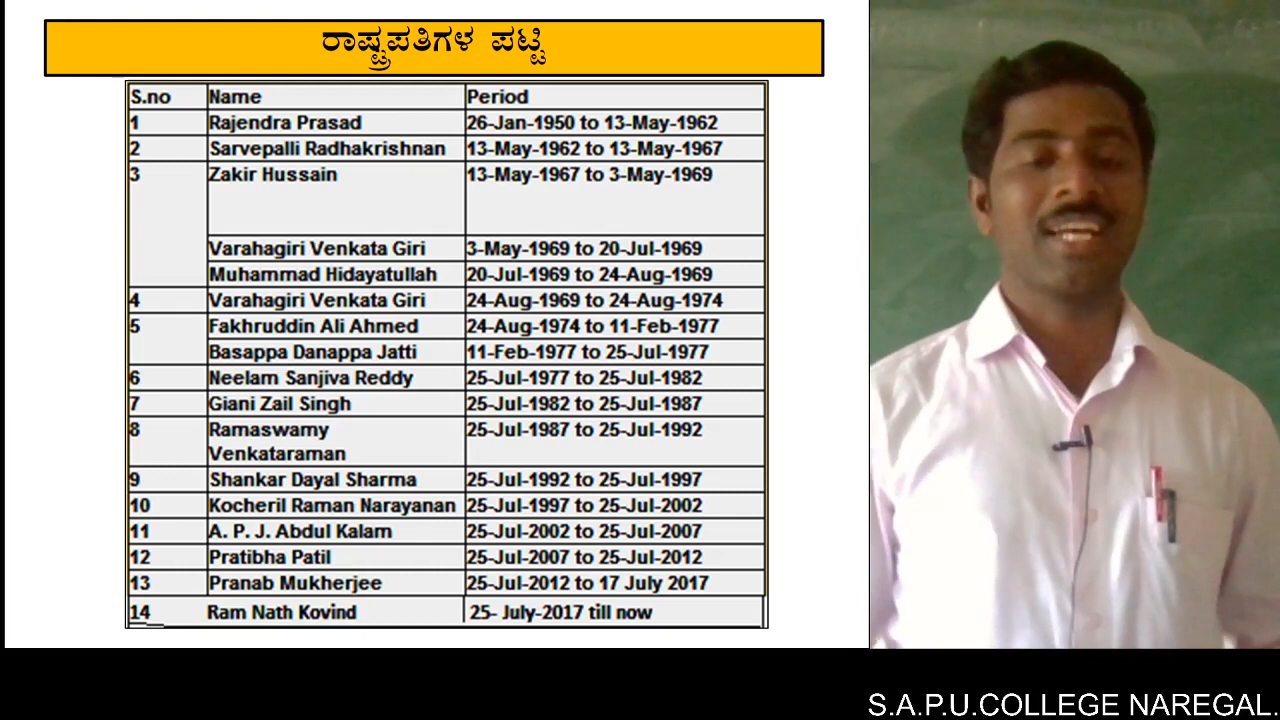 ರಾಷ್ಟ್ರಪತಿಗಳ ಪಟ್ಟಿ
S.no Name Period
1 Rajendra Prasad 26-Jan-1950 to 13-May-1962
2 Sarvepalli Radhakrishnan 13-May-1962 to 13-May-1967
3 Zakir Hussain 13-May-1967 to 3-May-1969
Varahagiri Venkata Giri 3-May-1969 to 20-Jul-1969
Muhammad Hidayatullah 20-Jul-1969 to 24-Aug-1969
4 Varahagiri Venkata Giri 24-Aug-1969 to 24-Aug-1974
5 Fakhruddin Ali Ahmed 24-Aug-1974 to 11-Feb-1977
Basappa Danappa Jatti 11-Feb-1977 to 25-Jul-1977
6 Neelam Sanjiva Reddy 25-Jul-1977 to 25-Jul-1982
7 Giani Zail Singh 25-Jul-1982 to 25-Jul-1987
8 Ramaswamy 25-Jul-1987 to 25-Jul-1992
Venkataraman
9 Shankar Dayal Sharma 25-Jul-1992 to 25-Jul-1997
10 Kocheril Raman Narayanan 25-Jul-1997 to 25-Jul-2002
11 A. P. J. Abdul Kalam 25-Jul-2002 to 25-Jul-2007
12 Pratibha Patil 25-Jul-2007 to 25-Jul-2012
13 Pranab Mukherjee 25-Jul-2012 to 17 July 2017
14 Ram Nath Kovind 25- July-2017 till now
S.A.P.U.COLLEGE NAREGAL.